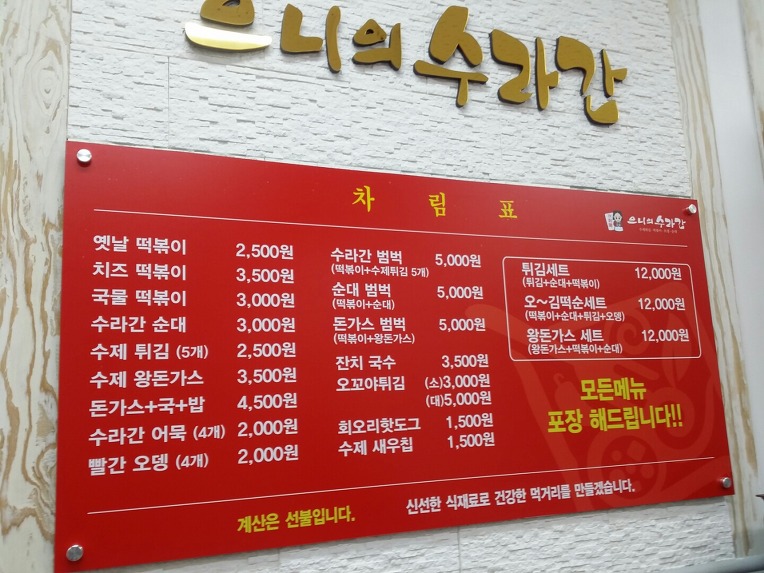 으니의 수라간
차림표
으니의 수라간
옛날 떡볶이 2,500원
치즈 떡볶이 3,500원
국물 떡볶이 3,000원
수라간 순대 3,000원
수제 튀김 (5개) 2,500원
수제 왕돈가스 3,500원
돈가스+국+밥 4,500원
수라간 어묵 (4개) 2,000원
빨간 오뎅 (4개) 2,000원
수라간 범벅 5,000원
(떡볶이+수제튀김 5개)
순대 범벅 5,000원
(떡볶이+순대)
돈가스 범벅 5,000원
(떡볶이+왕돈가스)
잔치 국수 3,500원
오꼬야튀김 (소)3,000원
(대)5,000원
회오리핫도그 1,500원
수제 새우칩 1,500원
튀김세트 12,000원
(튀김+순대+떡볶이)
오~김떡순세트 12,000원
(떡볶이+순대+튀김+오뎅)
왕돈가스 세트 12,000원
(왕돈가스+떡볶이+순대)
모든메뉴
포장 해드립니다!!
계산은 선불입니다.
신선한 식재료로 건강한 먹거리를 만들겠습니다.